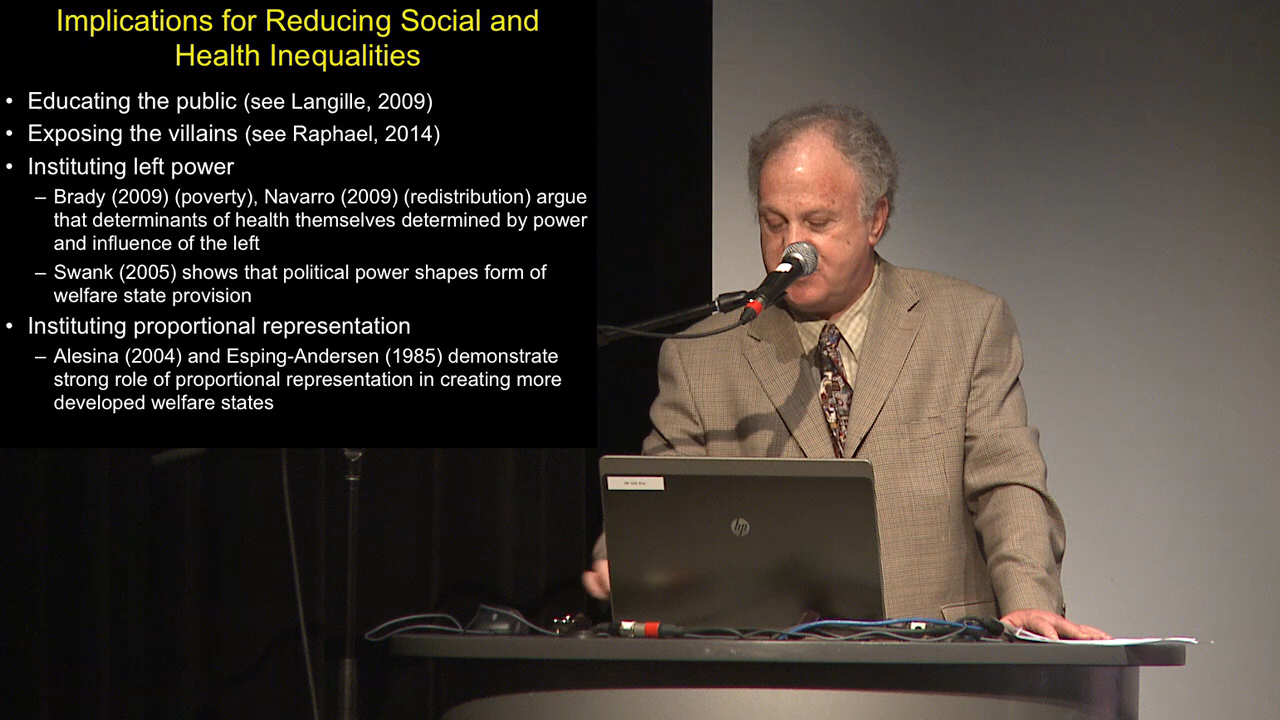 Implications for Reducing Social and
Health Inequalities
• Educating the public (see Langille, 2009)
• Exposing the villains (see Raphael, 2014)
• Instituting left power
– Brady (2009) (poverty), Navarro (2009) (redistribution) argue
that determinants of health themselves determined by power
and influence of the left
– Swank (2005) shows that political power shapes form of
welfare state provision
• Instituting proportional representation
– Alesina (2004) and Esping-Andersen (1985) demonstrate
strong role of proportional representation in creating more
developed welfare states
hp